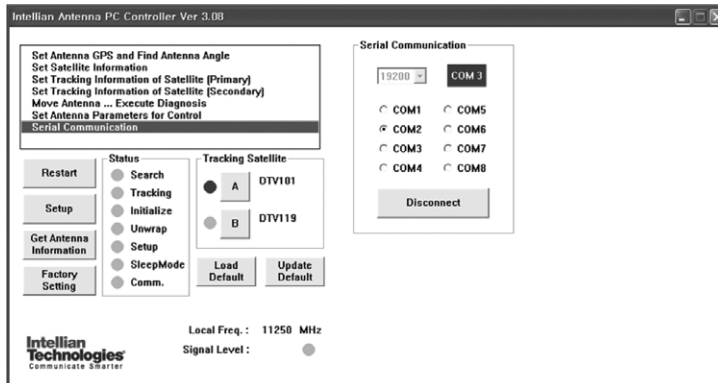 Intellian Antenna PC Controller Ver 3.08
Set Antenna GPS and Find Antenna Angle
Set Satellite Information
Set Tracking Information of Satellite (Primary)
Set Tracking Information of Satellite (Secondary)
Move Antenna ... Execute Diagnosis
Set Antenna Parameters for Control
Serial Communication
Restart
Setup
Get Antenna
Information
Factory
Setting
Status
Search
Tracking
Initialize
Unwrap
Setup
SleepMode
Comm.
Tracking Satellite
A DTV101
B DTV119
Load
Default
Update
Default
Local Freq. : 11250 MHz
Signal Level :
Intellian
Technologies
Communicate Smarter
Serial Communication
19200 COM 3
COM1 COM5
COM2 COM6
COM3 COM7
COM4 COM8
Disconnect